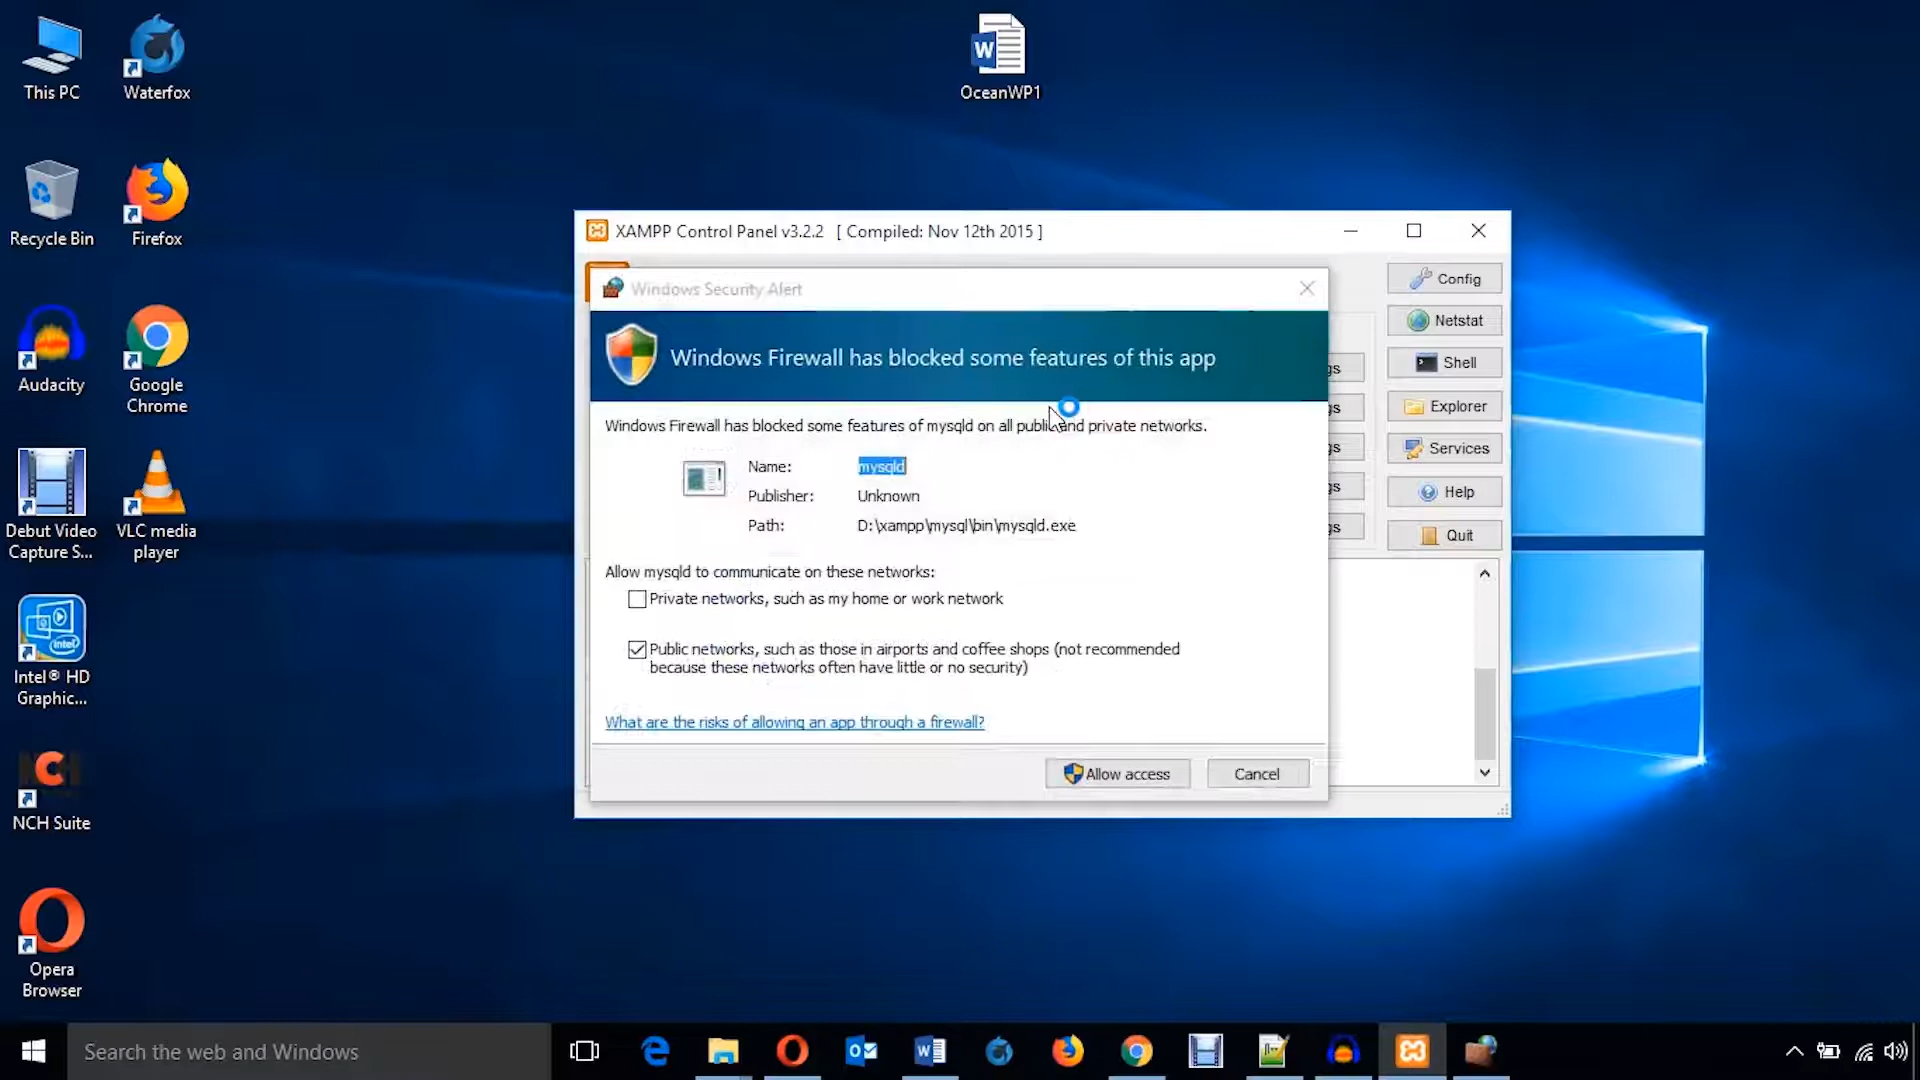 This PC
Waterfox
OceanWP1
Recycle Bin
Firefox
Audacity
Google
Chrome
Debut Video
Capture S...
VLC media
player
Intel® HD
Graphic...
NCH Suite
Opera
Browser
XAMPP Control Panel v3.2.2 [ Compiled: Nov 12th 2015 ]
Config
Netstat
Shell
Explorer
Services
Help
Quit
gs
gs
gs
gs
gs
Windows Security Alert
Windows Firewall has blocked some features of this app
Windows Firewall has blocked some features of mysqld on all public and private networks.
Name: mysqld
Publisher: Unknown
Path: D:\xampp\mysql\bin\mysqld.exe
Allow mysqld to communicate on these networks:
Private networks, such as my home or work network
Public networks, such as those in airports and coffee shops (not recommended
because these networks often have little or no security)
What are the risks of allowing an app through a firewall?
Allow access
Cancel
Search the web and Windows